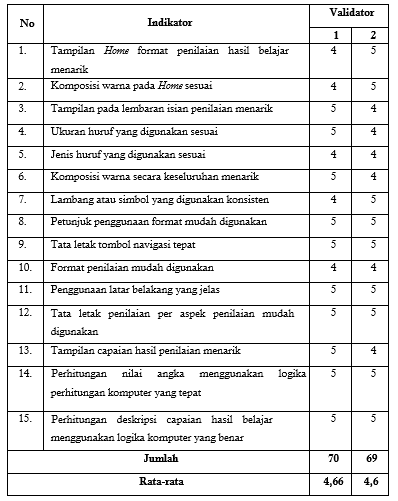 No Indikator Validator
1 2
1. Tampilan Home format penilaian hasil belajar 4 5
menarik
2. Komposisi warna pada Home sesuai 4 5
3. Tampilan pada lembaran isian penilaian menarik 5 4
4. Ukuran huruf yang digunakan sesuai 5 4
5. Jenis huruf yang digunakan sesuai 4 4
6. Komposisi warna secara keseluruhan menarik 5 4
7. Lambang atau simbol yang digunakan konsisten 4 5
8. Petunjuk penggunaan format mudah digunakan 5 5
9. Tata letak tombol navigasi tepat 5 5
10. Format penilaian mudah digunakan 4 4
11. Penggunaan latar belakang yang jelas 5 5
12. Tata letak penilaian per aspek penilaian mudah 5 5
digunakan
13. Tampilan capaian hasil penilaian menarik 5 4
14. Perhitungan nilai angka menggunakan logika 5 5
perhitungan komputer yang tepat
15. Perhitungan deskripsi capaian hasil belajar 5 5
menggunakan logika komputer yang benar
Jumlah 70 69
Rata-rata 4,66 4,6